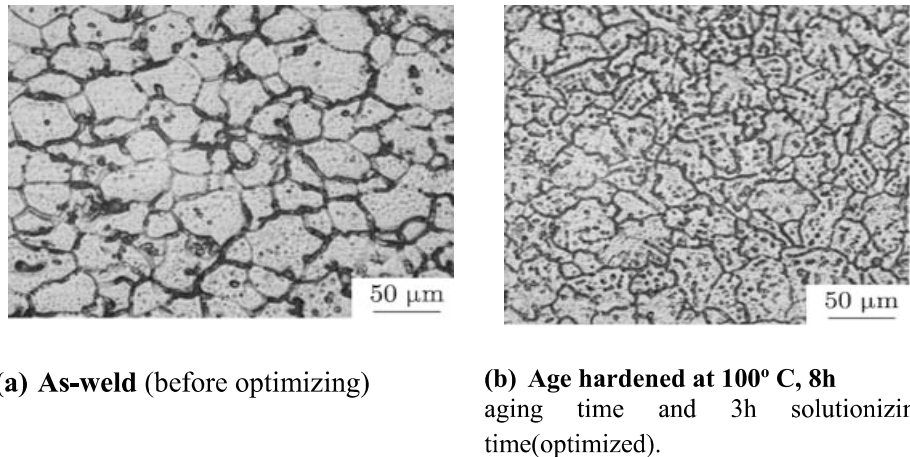 50 μm
50 μm
(a) As-weld (before optimizing)
(b) Age hardened at 100º C, 8h
aging time and 3h
time(optimized).